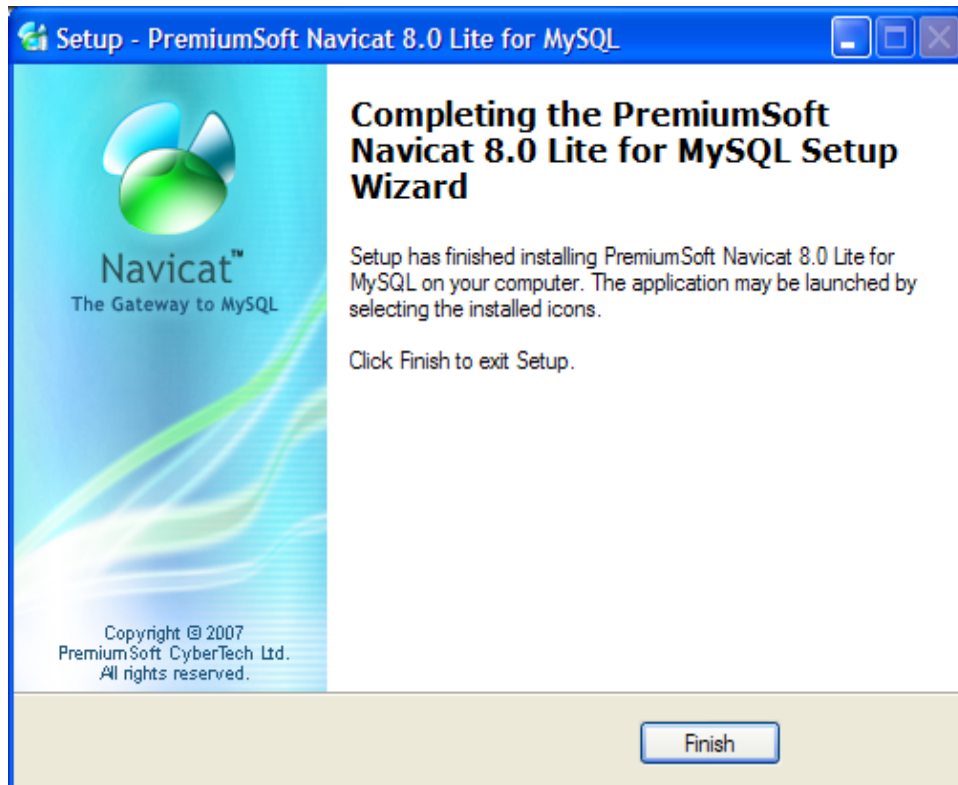 Setup - PremiumSoft Navicat 8.0 Lite for MySQL
Completing the PremiumSoft
Navicat 8.0 Lite for MySQL Setup
Wizard
Setup has finished installing PremiumSoft Navicat 8.0 Lite for
MySQL on your computer. The application may be launched by
selecting the installed icons.
Click Finish to exit Setup.
Navicat™
The Gateway to MySQL
Copyright © 2007
PremiumSoft CyberTech Ltd.
All rights reserved.
Finish